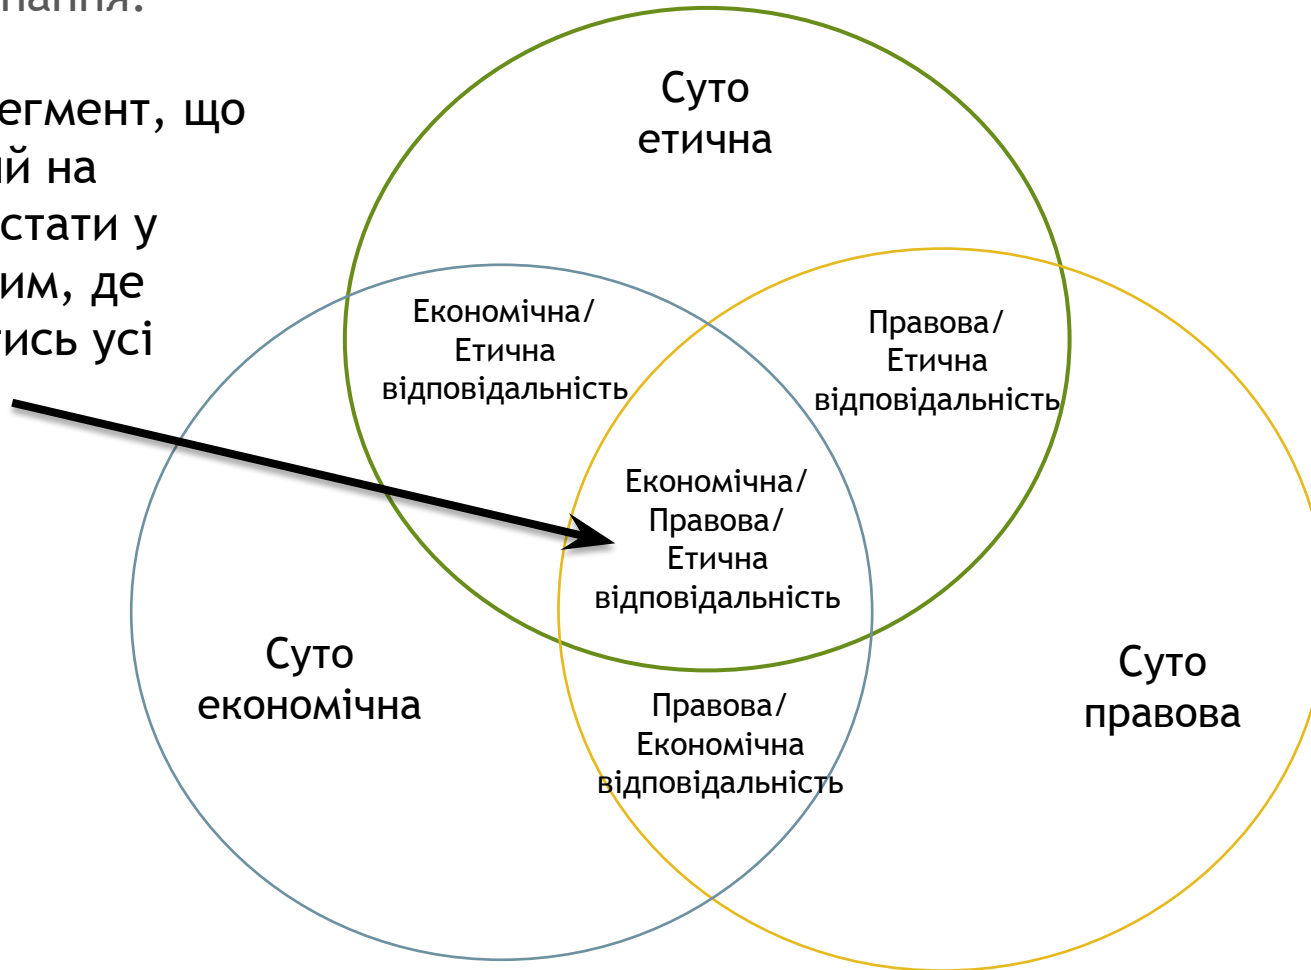 нання.
егмент, що
ий на
стати у
им, де
ись усі
Суто
етична
Економічна/
Етична
відповідальність
Правова/
Етична
відповідальність
Економічна/
Правова/
Етична
відповідальність
Суто
економічна
Суто
правова
Правова/
Економічна
відповідальність